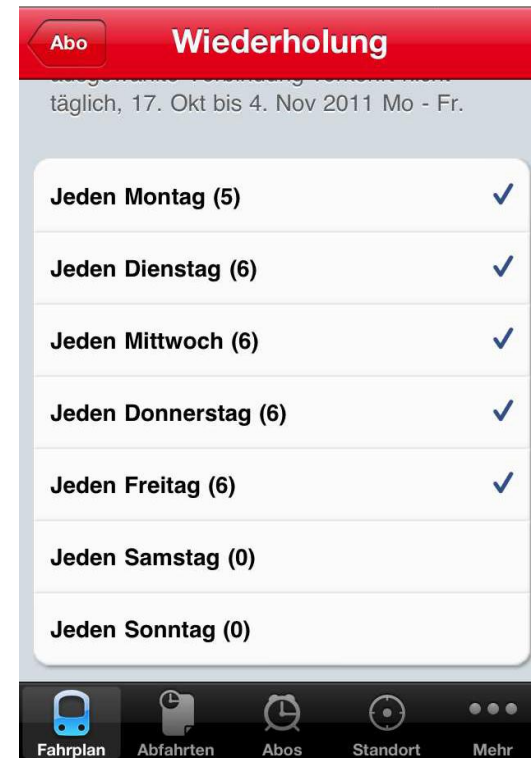 Abo
Wiederholung
täglich, 17. Okt bis 4. Nov 2011 Mo - Fr.
Jeden Montag (5)
Jeden Dienstag (6)
Jeden Mittwoch (6)
Jeden Donnerstag (6)
Jeden Freitag (6)
Jeden Samstag (0)
Jeden Sonntag (0)
Fahrplan
Abfahrten
Abos
Standort
Mehr